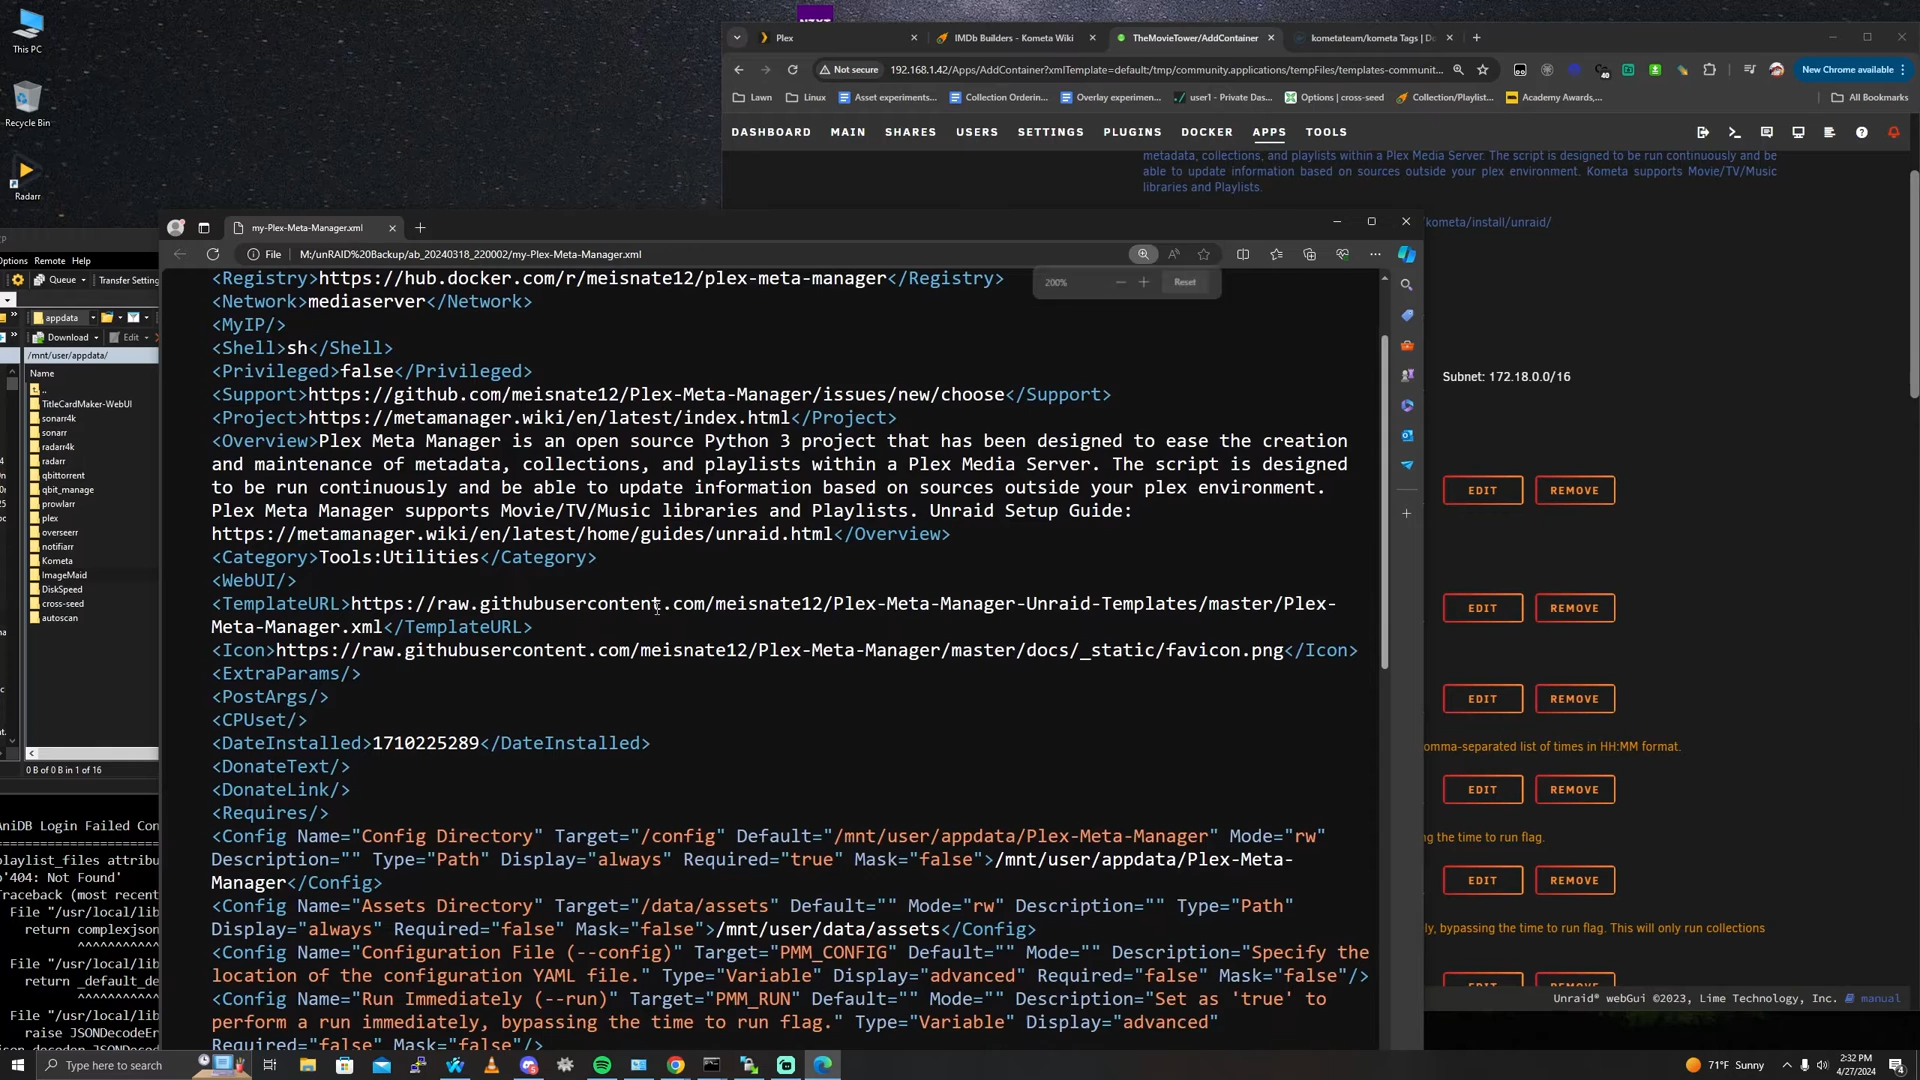 This PC
Recycle Bin
Radarr
NZXT
Plex
IMDb Builders - Kometa Wiki
TheMovieTower/AddContainer
kometateam/kometa Tags | Do
Not secure
192.168.1.42/Apps/AddContainer?xmlTemplate=default:/tmp/community.applications/tempFiles/templates-communit...
New Chrome available
Lawn
Linux
Asset experiments...
Collection Ordering...
Overlay experimen...
user1 - Private Das...
Options | cross-seed
Collection/Playlist...
Academy Awards,...
All Bookmarks
DASHBOARD MAIN SHARES USERS SETTINGS PLUGINS DOCKER APPS TOOLS
metadata, collections, and playlists within a Plex Media Server. The script is designed to be run continuously and be
able to update information based on sources outside your plex environment. Kometa supports Movie/TV/Music
libraries and Playlists.
/kometa/install/unraid/
Subnet: 172.18.0.0/16
EDIT REMOVE
EDIT REMOVE
EDIT REMOVE
omma-separated list of times in HH:MM format.
EDIT REMOVE
ng the time to run flag.
EDIT REMOVE
ly, bypassing the time to run flag. This will only run collections
Unraid® webGui ©2023, Lime Technology, Inc. manual
Options Remote Help
Queue
Transfer Setting
appdata
Download
Edit
/mnt/user/appdata/
Name
..
TitleCardMaker-WebUI
sonarr4k
sonarr
radarr4k
radarr
qbittorrent
qbit_manage
prowlarr
plex
overseerr
notifiarr
Kometa
ImageMaid
DiskSpeed
cross-seed
autoscan
0 B of 0 B in 1 of 16
AniDB Login Failed Con
playlist_files attribu
b'404: Not Found'
Traceback (most recent
File "/usr/local/lib
return complexjson
^^^^^^^^^^^
File "/usr/local/lib
return _default_de
^^^^^^^^^^^
File "/usr/local/lib
raise JSONDecodeEr
my-Plex-Meta-Manager.xml
File
M:/unRAID%20Backup/ab_20240318_220002/my-Plex-Meta-Manager.xml
200%
Reset
<Registry>https://hub.docker.com/r/meisnate12/plex-meta-manager</Registry>
<Network>mediaserver</Network>
<MyIP/>
<Shell>sh</Shell>
<Privileged>false</Privileged>
<Support>https://github.com/meisnate12/Plex-Meta-Manager/issues/new/choose</Support>
<Project>https://metamanager.wiki/en/latest/index.html</Project>
<Overview>Plex Meta Manager is an open source Python 3 project that has been designed to ease the creation
and maintenance of metadata, collections, and playlists within a Plex Media Server. The script is designed
to be run continuously and be able to update information based on sources outside your plex environment.
Plex Meta Manager supports Movie/TV/Music libraries and Playlists. Unraid Setup Guide:
https://metamanager.wiki/en/latest/home/guides/unraid.html</Overview>
<Category>Tools:Utilities</Category>
<WebUI/>
<TemplateURL>https://raw.githubusercontent.com/meisnate12/Plex-Meta-Manager-Unraid-Templates/master/Plex-
Meta-Manager.xml</TemplateURL>
<Icon>https://raw.githubusercontent.com/meisnate12/Plex-Meta-Manager/master/docs/_static/favicon.png</Icon>
<ExtraParams/>
<PostArgs/>
<CPUset/>
<DateInstalled>1710225289</DateInstalled>
<DonateText/>
<DonateLink/>
<Requires/>
<Config Name="Config Directory" Target="/config" Default="/mnt/user/appdata/Plex-Meta-Manager" Mode="rw"
Description="" Type="Path" Display="always" Required="true" Mask="false">/mnt/user/appdata/Plex-Meta-
Manager</Config>
<Config Name="Assets Directory" Target="/data/assets" Default="" Mode="rw" Description="" Type="Path"
Display="always" Required="false" Mask="false">/mnt/user/data/assets</Config>
<Config Name="Configuration File (--config)" Target="PMM_CONFIG" Default="" Mode="" Description="Specify the
location of the configuration YAML file." Type="Variable" Display="advanced" Required="false" Mask="false"/>
<Config Name="Run Immediately (--run)" Target="PMM_RUN" Default="" Mode="" Description="Set as 'true' to
perform a run immediately, bypassing the time to run flag." Type="Variable" Display="advanced"
Required="false" Mask="false"/>
Type here to search
71°F Sunny
2:32 PM
4/27/2024